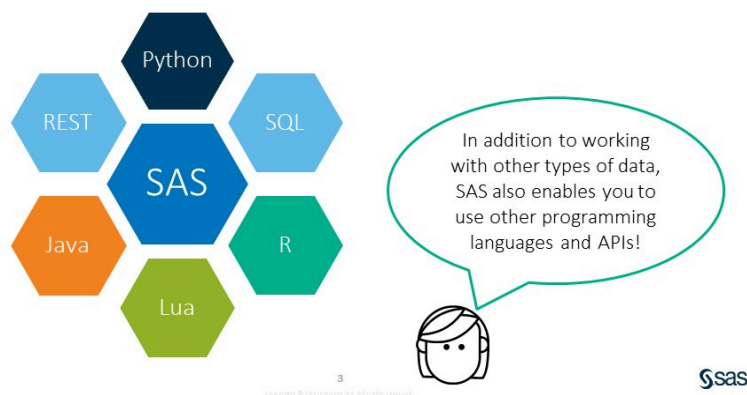 Python
REST
SQL
SAS
Java
R
Lua
In addition to working
with other types of data,
SAS also enables you to
use other programming
languages and APIs!
3
sas